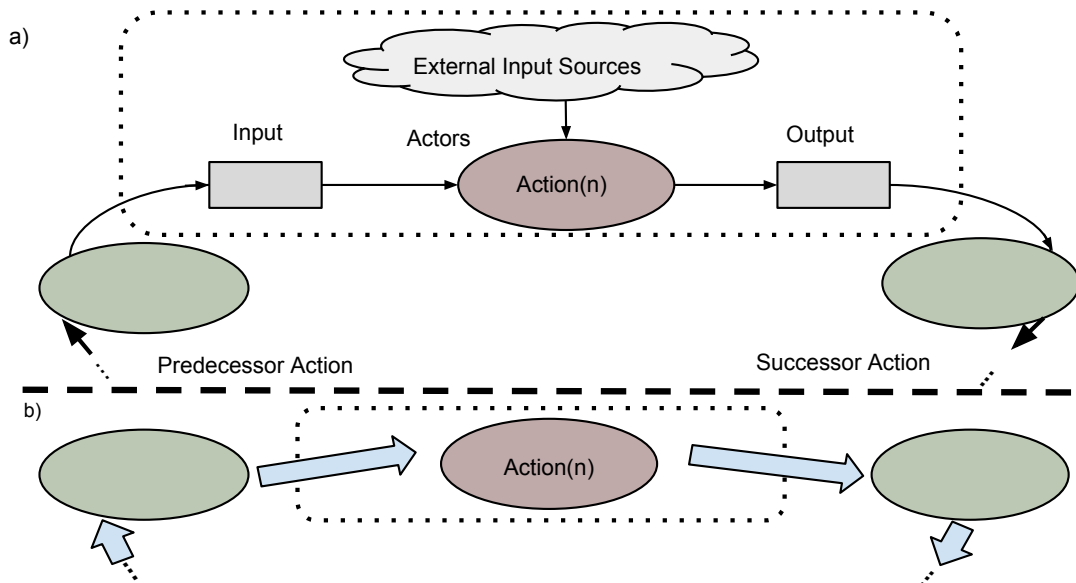 a)
External Input Sources
Input
Actors
Output
Action(n)
Predecessor Action
Successor Action
b)
Action(n)